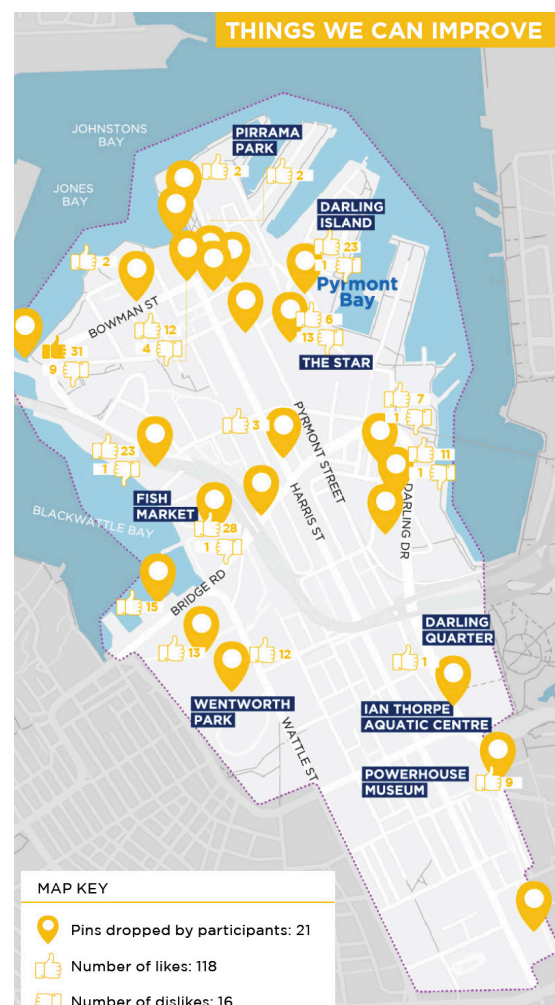 THINGS WE CAN IMPROVE
JOHNSTONS
BAY
PIRRAMA
PARK
2
2
JONES
BAY
DARLING
ISLAND
23
1
2
Pyrmont
Bay
BOWMAN ST
6
13
12
4
31
9
THE STAR
7
1
3
PYRMONT STREET
23
1
11
1
HARRIS ST
FISH
MARKET
DARLING DR
BLACKWATTLE BAY
28
1
BRIDGE RD
15
DARLING
QUARTER
13
12
1
WENTWORTH
PARK
IAN THORPE
AQUATIC CENTRE
WATTLE ST
POWERHOUSE
MUSEUM
9
MAP KEY
Pins dropped by participants: 21
Number of likes: 118
Number of dislikes: 16